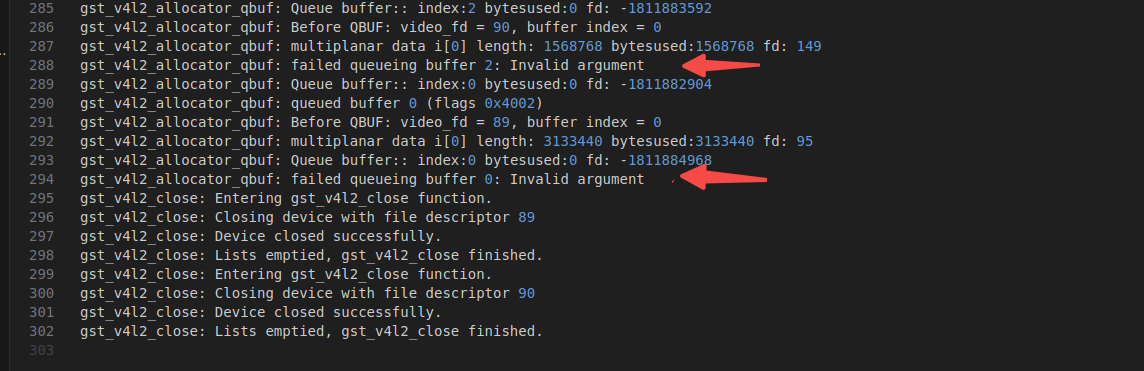 285 gst_v4l2_allocator_qbuf: Queue buffer:: index:2 bytesused:0 fd: -1811883592
286 gst_v4l2_allocator_qbuf: Before QBUF: video_fd = 90, buffer index = 0
287 gst_v4l2_allocator_qbuf: multiplanar data i[0] length: 1568768 bytesused:1568768 fd: 149
288 gst_v4l2_allocator_qbuf: failed queueing buffer 2: Invalid argument
289 gst_v4l2_allocator_qbuf: Queue buffer:: index:0 bytesused:0 fd: -1811882904
290 gst_v4l2_allocator_qbuf: queued buffer 0 (flags 0x4002)
291 gst_v4l2_allocator_qbuf: Before QBUF: video_fd = 89, buffer index = 0
292 gst_v4l2_allocator_qbuf: multiplanar data i[0] length: 3133440 bytesused:3133440 fd: 95
293 gst_v4l2_allocator_qbuf: Queue buffer:: index:0 bytesused:0 fd: -1811884968
294 gst_v4l2_allocator_qbuf: failed queueing buffer 0: Invalid argument
295 gst_v4l2_close: Entering gst_v4l2_close function.
296 gst_v4l2_close: Closing device with file descriptor 89
297 gst_v4l2_close: Device closed successfully.
298 gst_v4l2_close: Lists emptied, gst_v4l2_close finished.
299 gst_v4l2_close: Entering gst_v4l2_close function.
300 gst_v4l2_close: Closing device with file descriptor 90
301 gst_v4l2_close: Device closed successfully.
302 gst_v4l2_close: Lists emptied, gst_v4l2_close finished.
303